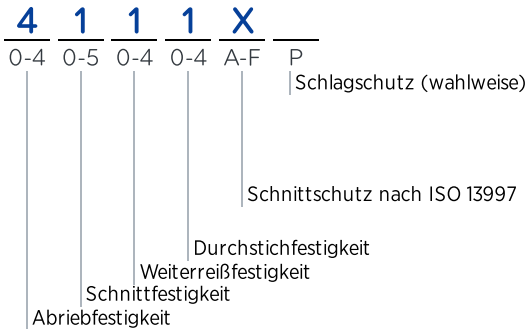 4 1 1 1 X
0-4 0-5 0-4 0-4 A-F P
Schlagschutz (wahlweise)
Schnittschutz nach ISO 13997
Durchstichfestigkeit
Weiterreißfestigkeit
Schnittfestigkeit
Abriebfestigkeit